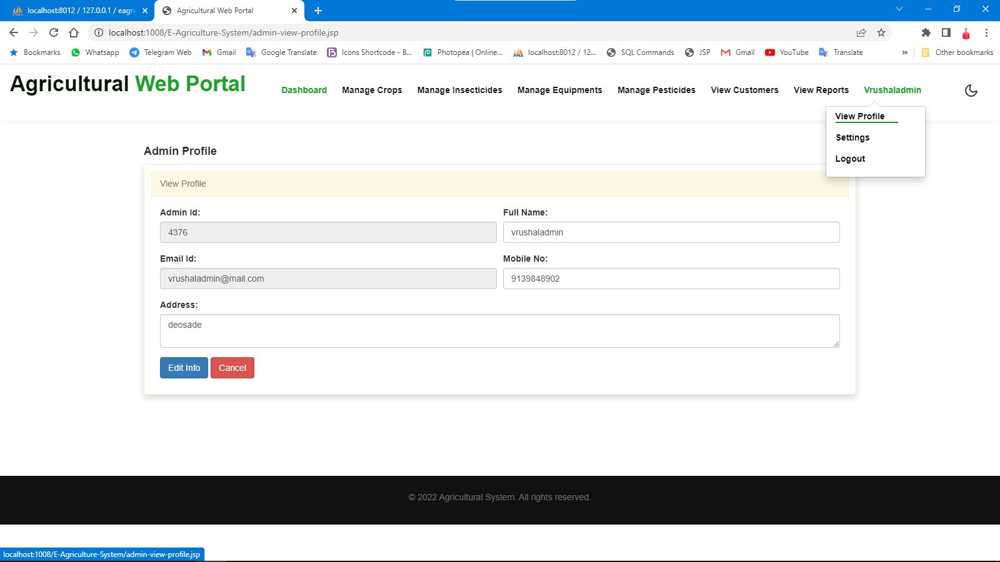 localhost:8012 / 127.0.0.1 / eagri
Agricultural Web Portal
localhost:1008/E-Agriculture-System/admin-view-profile.jsp
Bookmarks Whatsapp Telegram Web Gmail Google Translate Icons Shortcode - B... Photopea | Online... localhost:8012 / 12... SQL Commands JSP Gmail YouTube Translate » Other bookmarks
Agricultural Web Portal
Dashboard Manage Crops Manage Insecticides Manage Equipments Manage Pesticides View Customers View Reports Vrushaladmin
View Profile
Settings
Logout
Admin Profile
View Profile
Admin Id: Full Name:
4376 vrushaladmin
Email Id: Mobile No:
vrushaladmin@mail.com 9139848902
Address:
deosade
Edit Info Cancel
© 2022 Agricultural System. All rights reserved.
localhost:1008/E-Agriculture-System/admin-view-profile.jsp